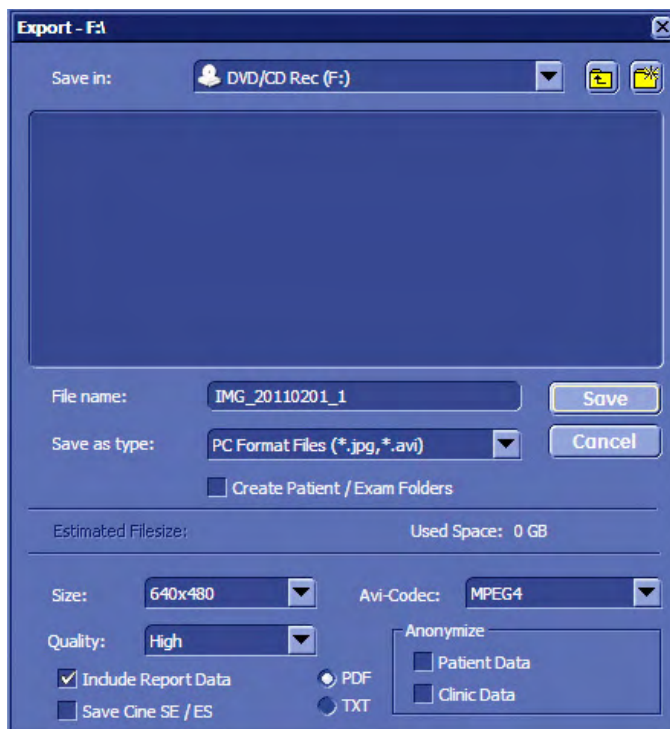 Export - F:\
Save in: DVD/CD Rec (F:)
File name: IMG_20110201_1 Save
Save as type: PC Format Files (*.jpg,*.avi) Cancel
Create Patient / Exam Folders
Estimated Filesize: Used Space: 0 GB
Size: 640x480 Avi-Codec: MPEG4
Quality: High Anonymize
Patient Data
Include Report Data PDF
Clinic Data
Save Cine SE / ES TXT